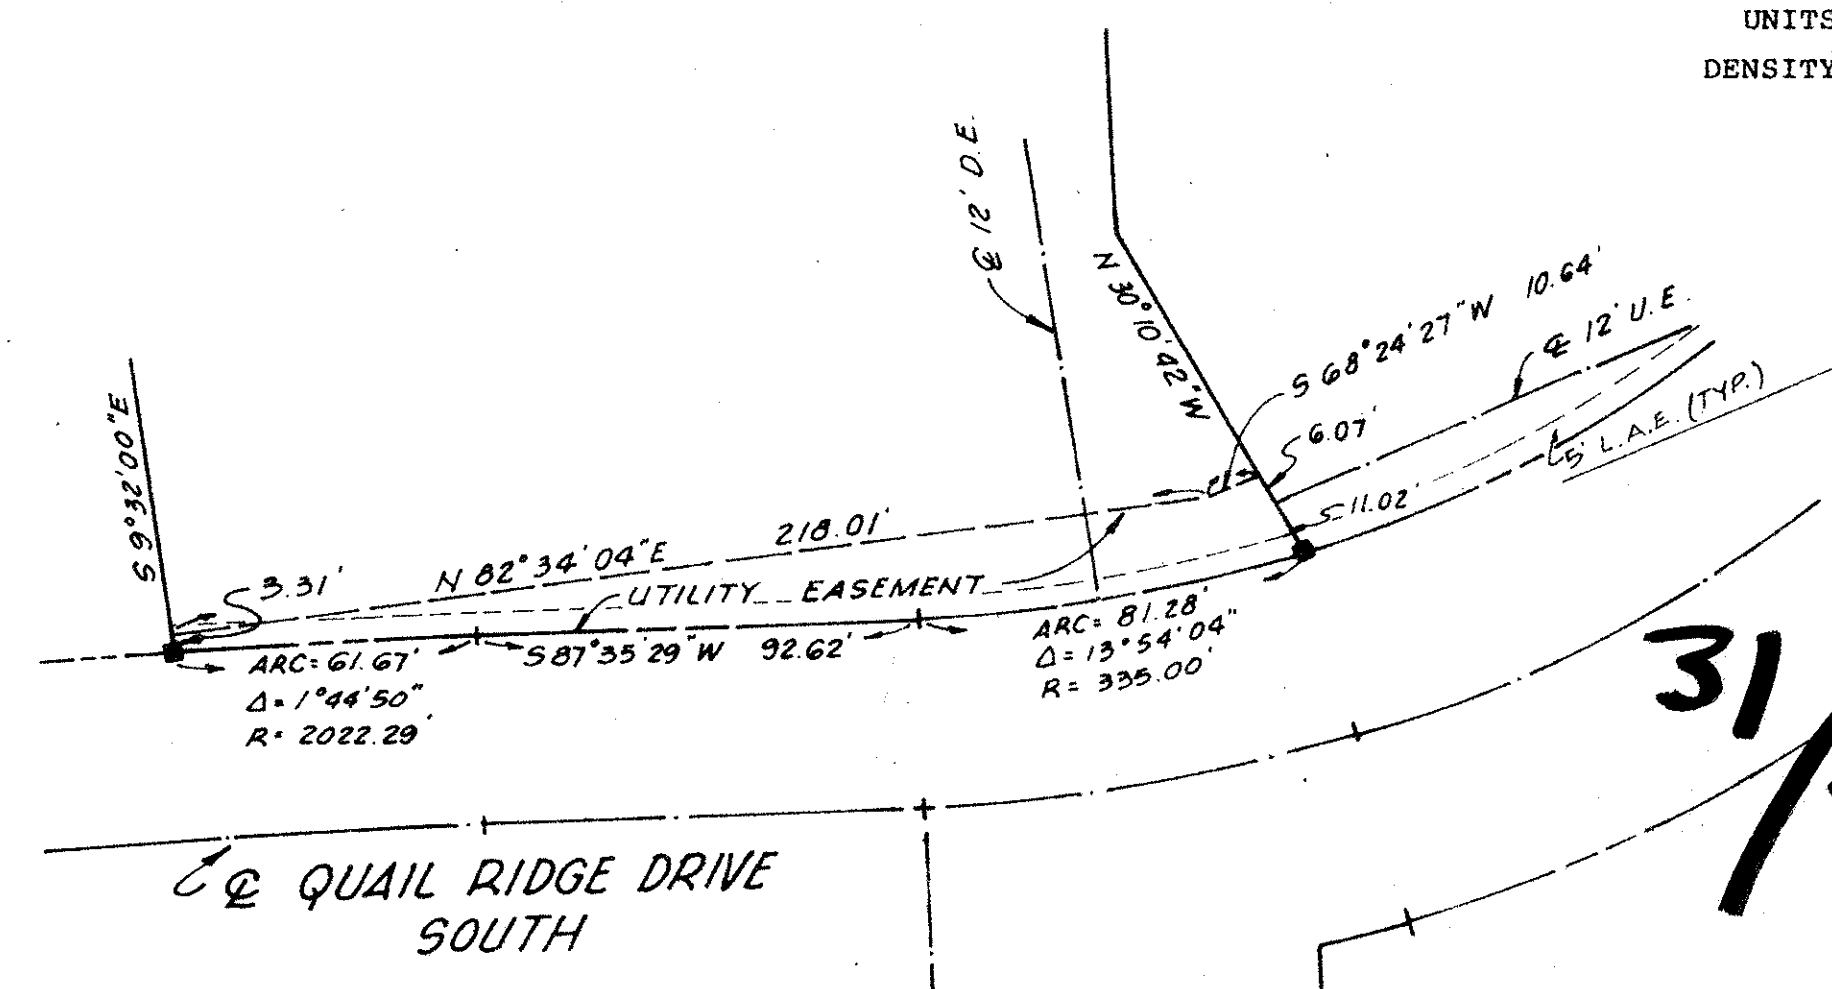 UNITS
DENSITY
℄ 12' D.E.
N 30°10'42"W
S 68°24'27"W 10.64'
℄ 12' U.E.
6.07'
5' L.A.E. (TYP.)
11.02'
S 9°32'00"E
3.31'
N 82°34'04"E 218.01'
UTILITY EASEMENT
ARC= 61.67'
Δ= 1°44'50"
R= 2022.29'
S 87°35'29"W 92.62'
ARC= 81.28'
Δ= 13°54'04"
R= 335.00'
31
℄ QUAIL RIDGE DRIVE
SOUTH